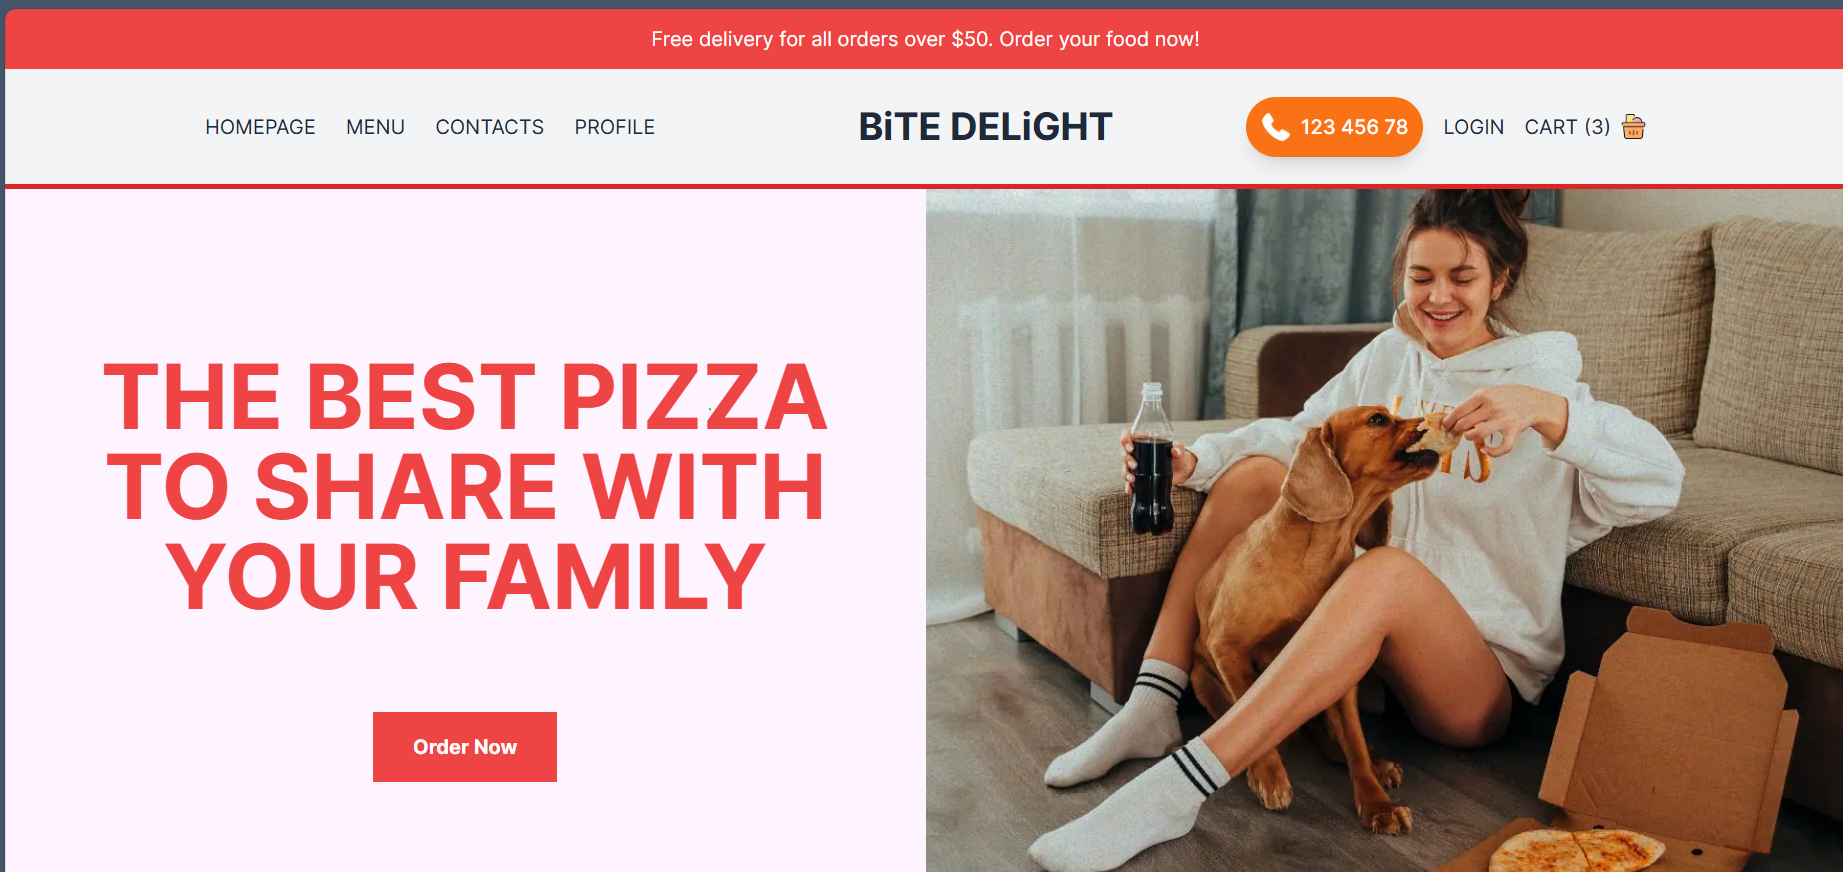 Free delivery for all orders over $50. Order your food now!
HOMEPAGE MENU CONTACTS PROFILE BiTE DELiGHT 123 456 78 LOGIN CART (3)
THE BEST PIZZA
TO SHARE WITH
YOUR FAMILY
Order Now